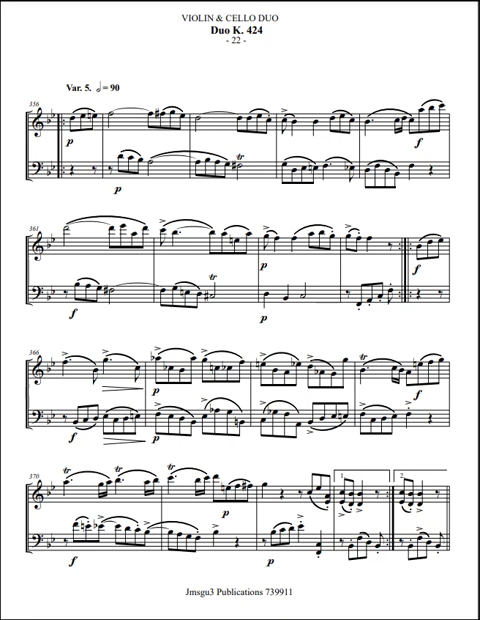 VIOLIN & CELLO DUO
Duo K. 424
- 22 -
Var. 5. 𝅗𝅥 = 90
356
p
f
p
361
p
f
f
p
f
366
p
f
f
p
370
p
1.
2.
p
Jmsgu3 Publications 739911